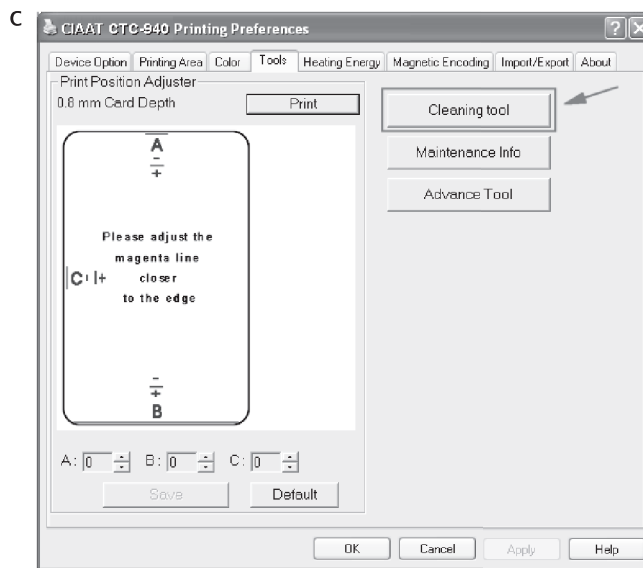 C
CIAAT CTC-940 Printing Preferences
Device Option Printing Area Color Tools Heating Energy Magnetic Encoding Import/Export About
Print Position Adjuster
0.8 mm Card Depth Print
A
-
+
Please adjust the
magenta line
C - + closer
to the edge
-
+
B
A: 0 B: 0 C: 0
Save Default
Cleaning tool
Maintenance Info
Advance Tool
OK Cancel Apply Help